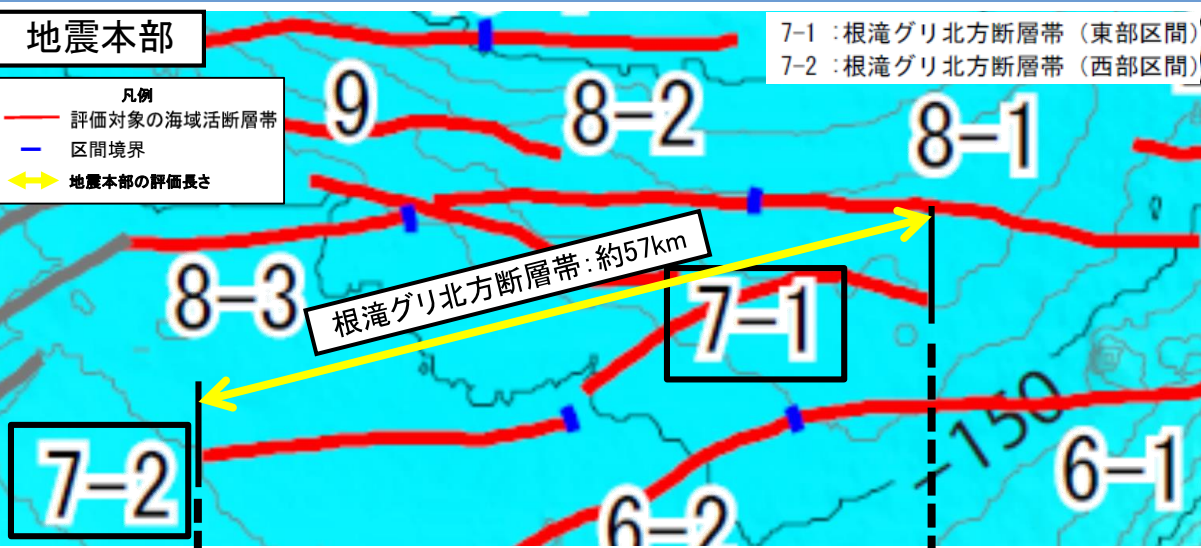 地震本部
7-1 :根滝グリ北方断層帯（東部区間）
7-2 :根滝グリ北方断層帯（西部区間）
凡例
評価対象の海域活断層帯
区間境界
地震本部の評価長さ
9
8-2
8-1
8-3
根滝グリ北方断層帯:約57km
7-1
-150
7-2
6-1
6-2